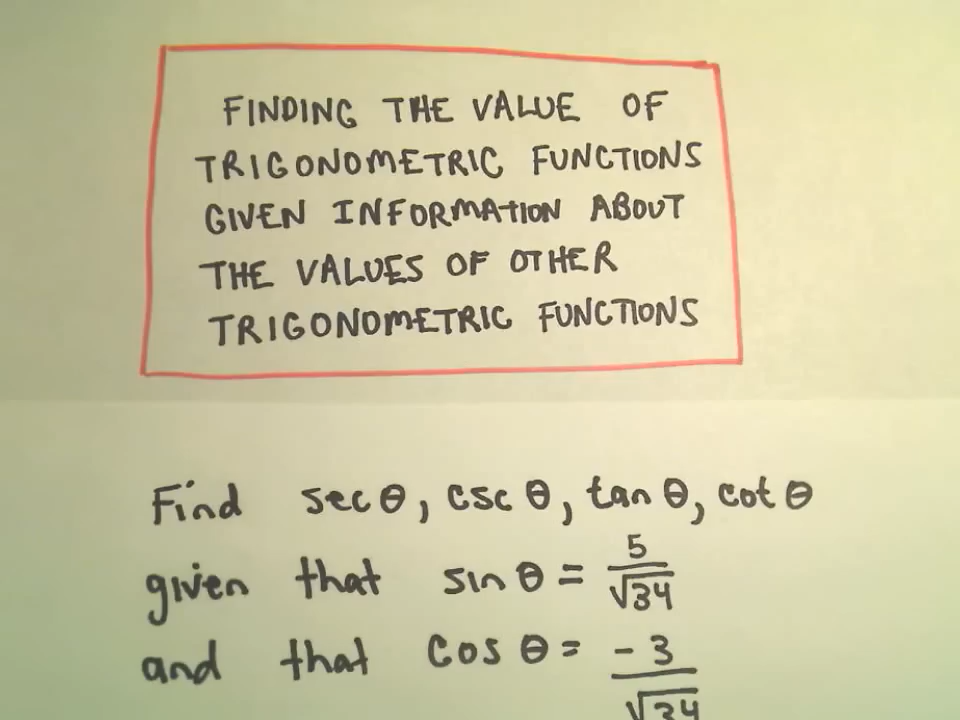 FINDING THE VALUE OF
TRIGONOMETRIC FUNCTIONS
GIVEN INFORMATION ABOUT
THE VALUES OF OTHER
TRIGONOMETRIC FUNCTIONS
Find sec θ, csc θ, tan θ, cot θ
given that sin θ = 5/√34
and that cos θ = -3/√34